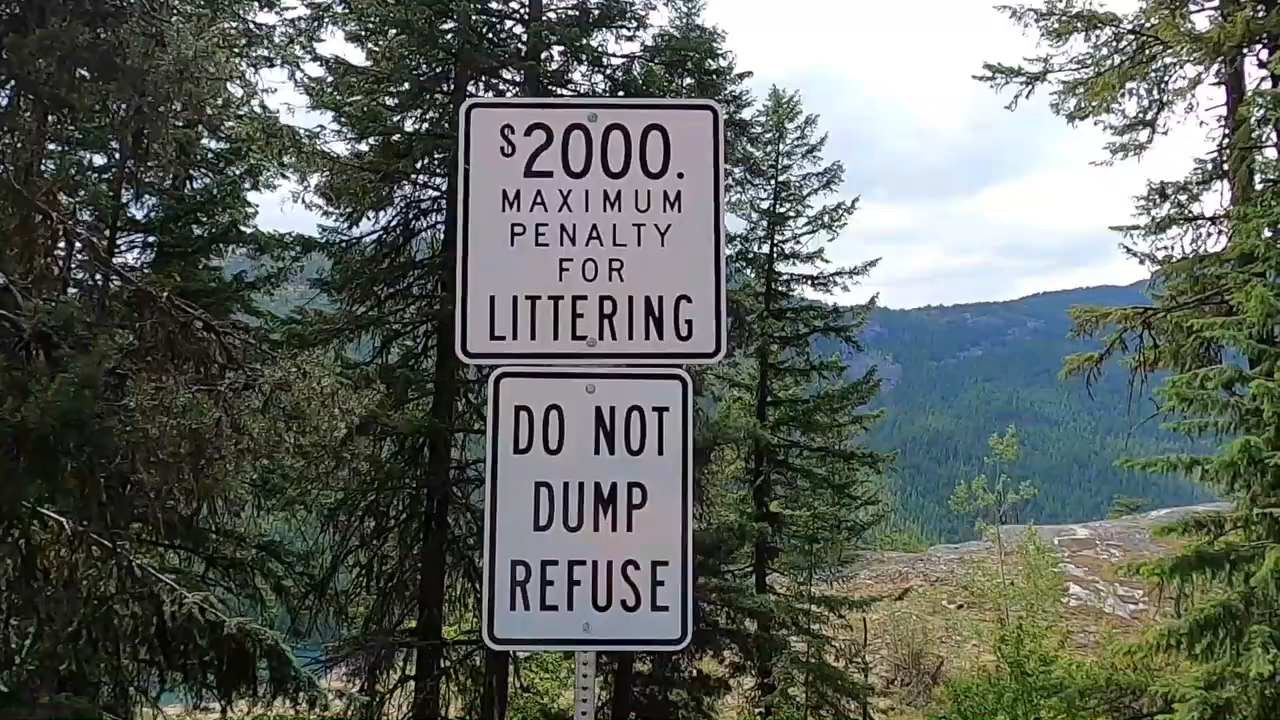 $2000.
MAXIMUM
PENALTY
FOR
LITTERING
DO NOT
DUMP
REFUSE